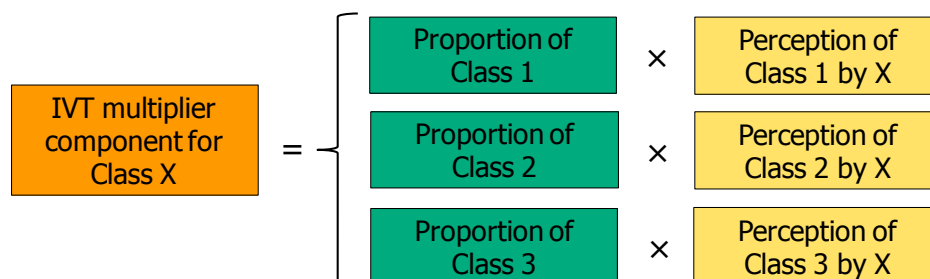 Proportion of
Class 1
×
Perception of
Class 1 by X
IVT multiplier
component for
Class X
=
Proportion of
Class 2
×
Perception of
Class 2 by X
Proportion of
Class 3
×
Perception of
Class 3 by X